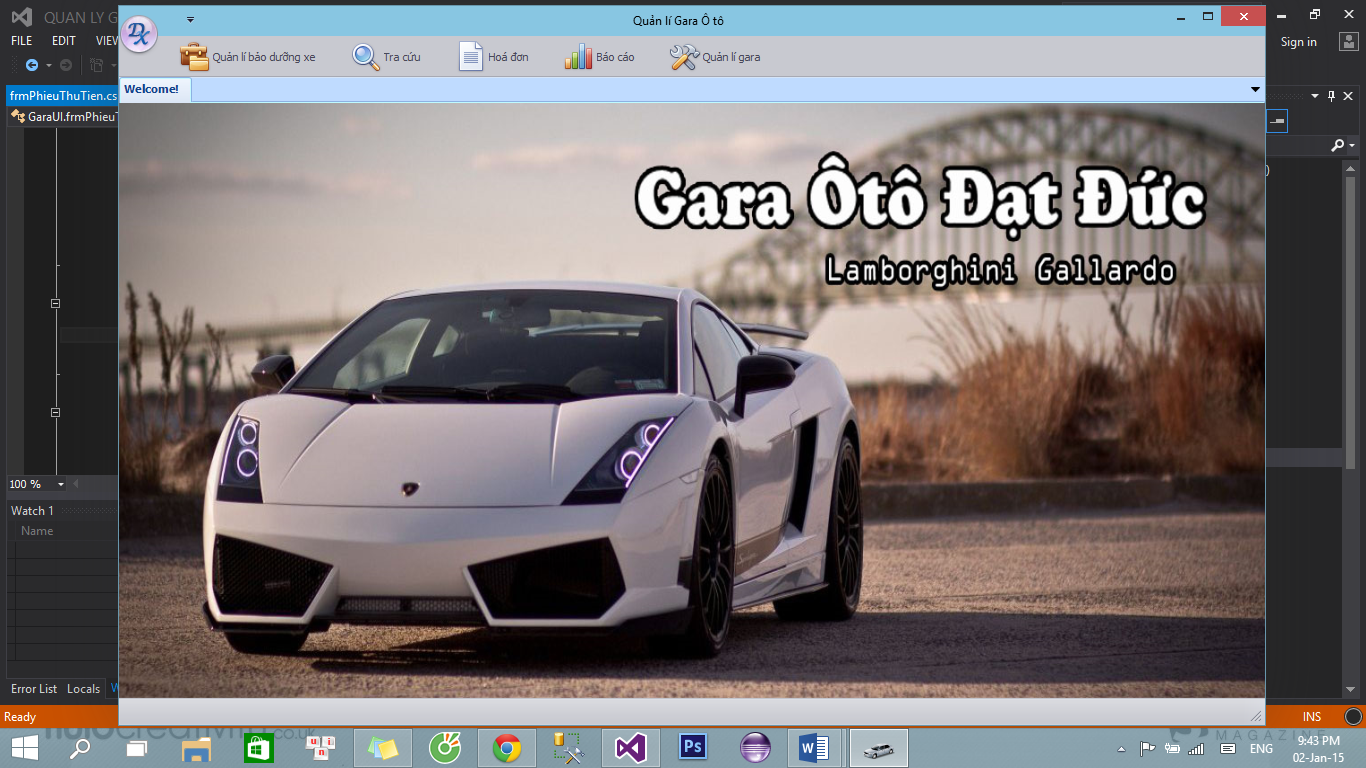 QUAN LY G
Quản lí Gara Ô tô
FILE EDIT VIEW
Sign in
Quản lí bảo dưỡng xe Tra cứu Hoá đơn Báo cáo Quản lí gara
frmPhieuThuTien.cs
Welcome!
GaraUI.frmPhieuT
Gara Ôtô Đạt Đức
Lamborghini Gallardo
100 %
Watch 1
Name
Error List Locals W
Ready
INS
MAGAZINE
ENG
9:43 PM
02-Jan-15
Ps